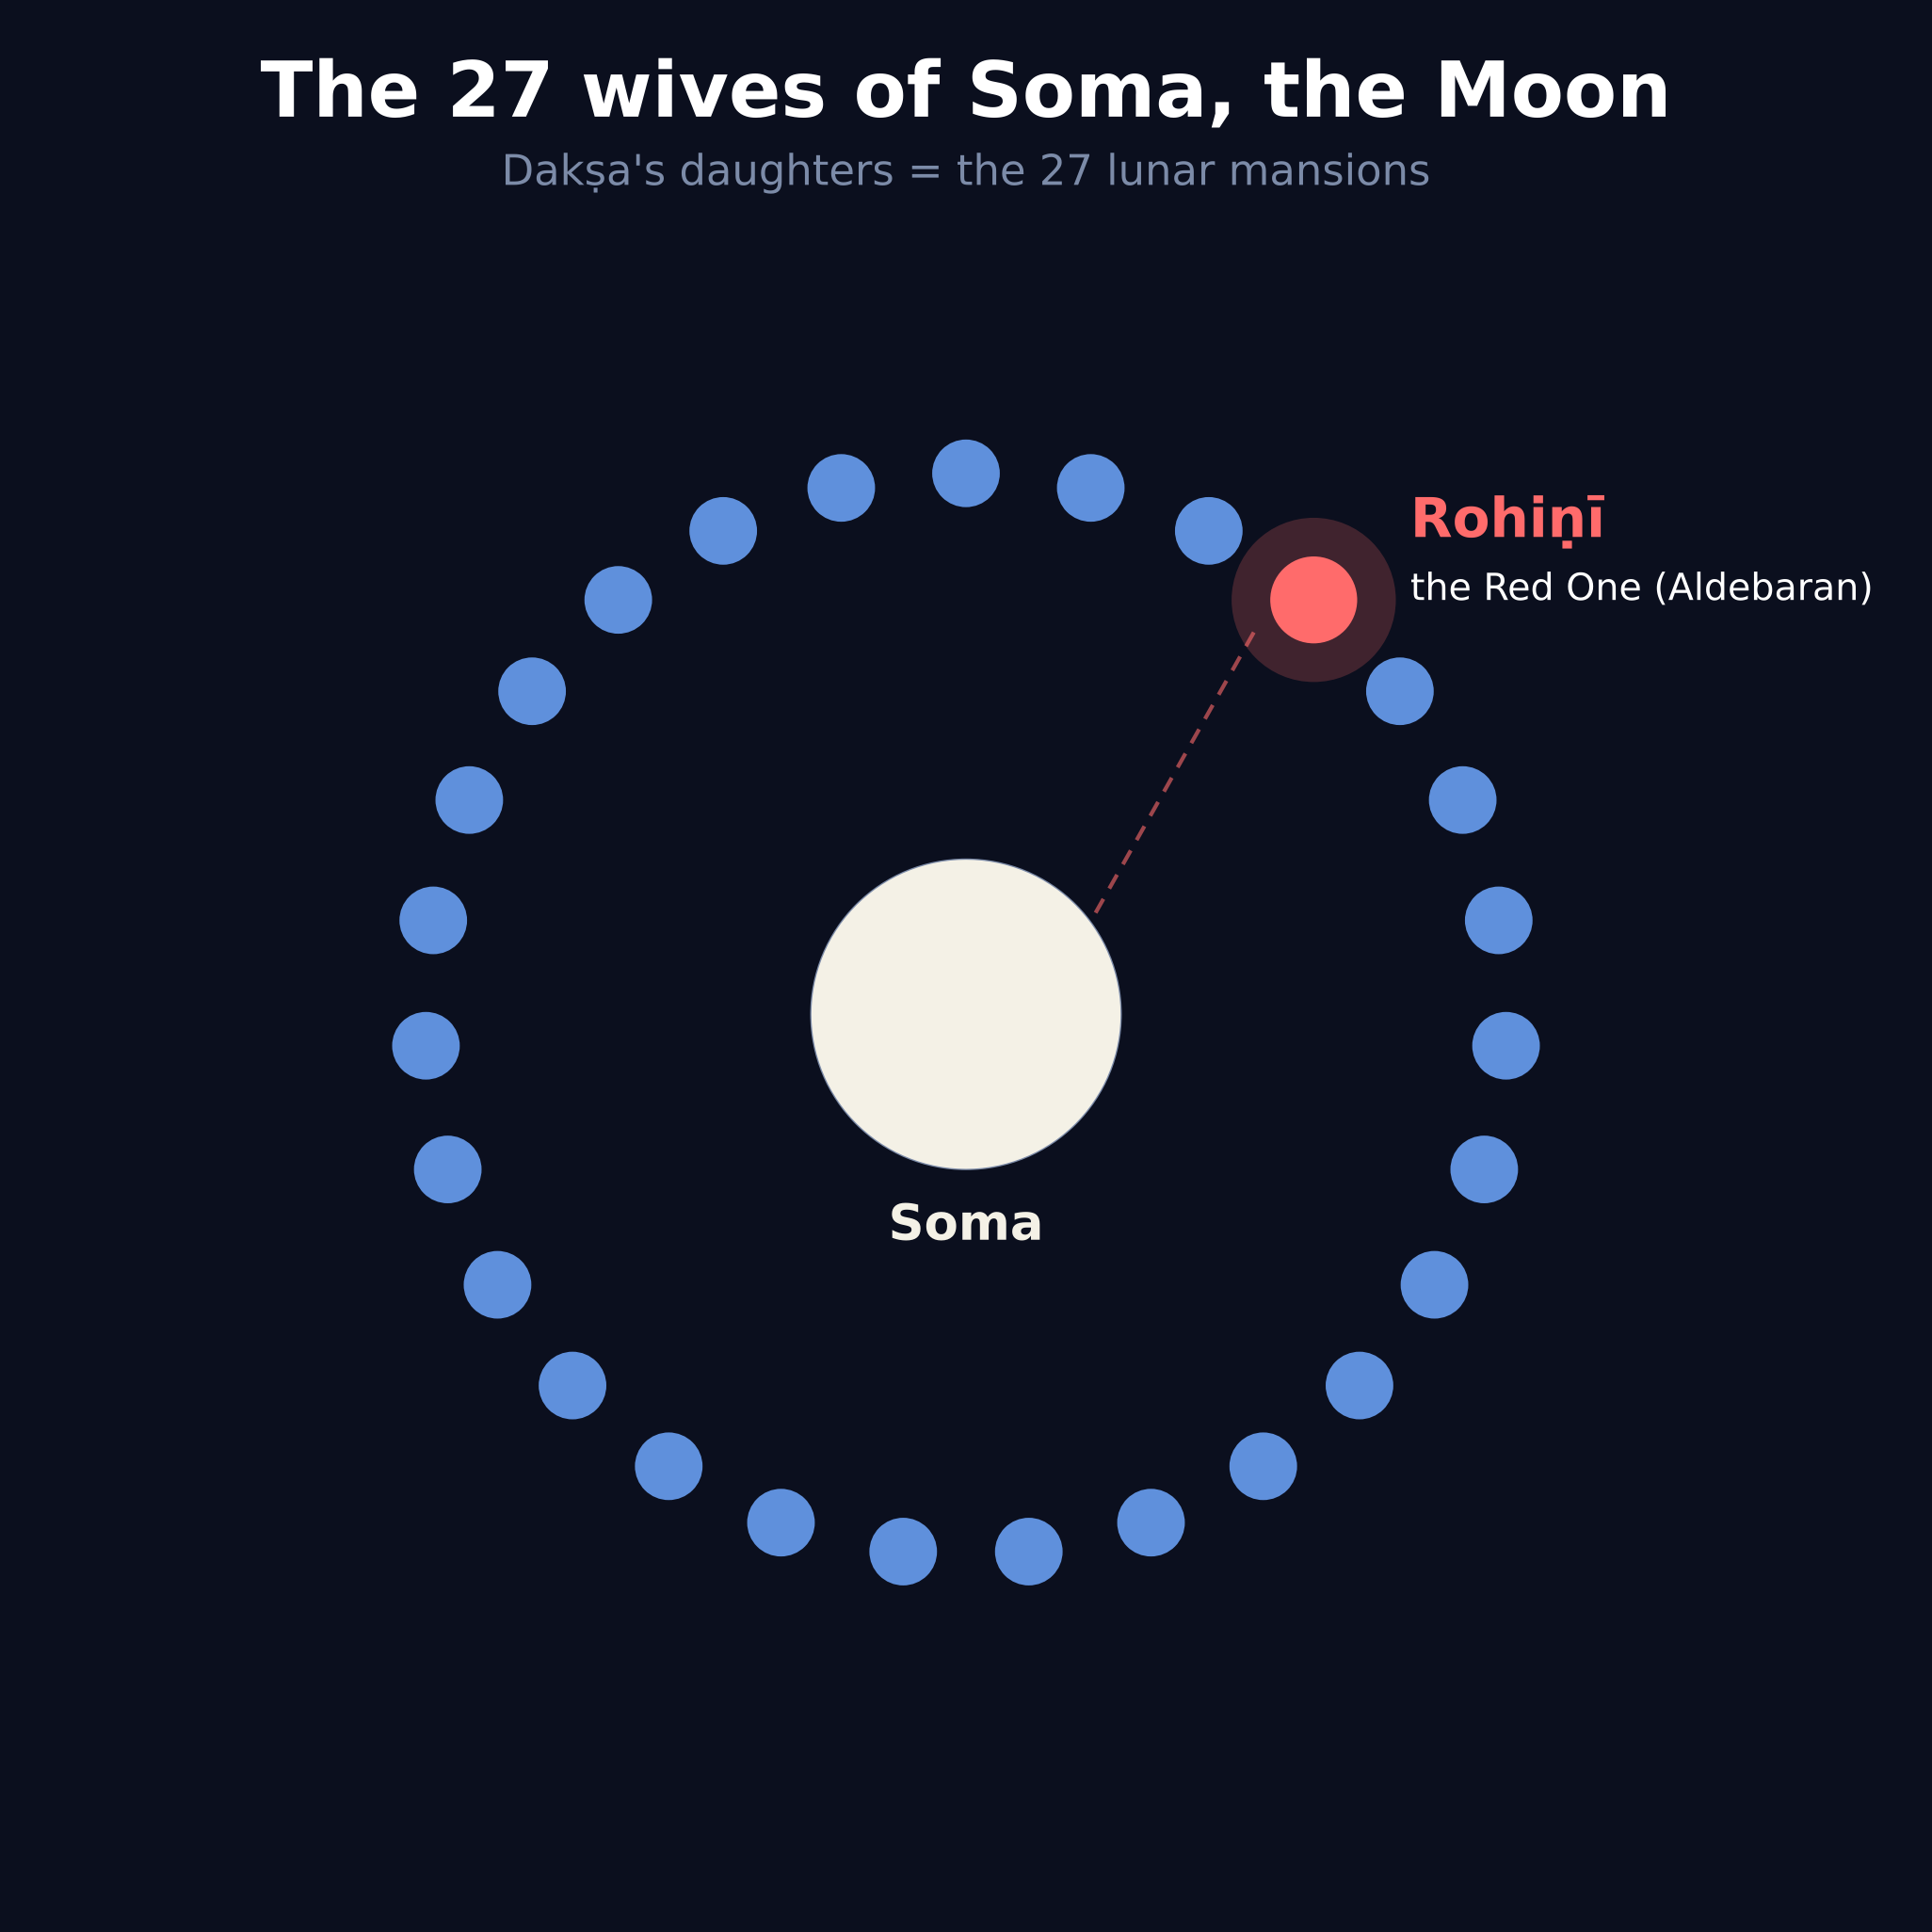 The 27 wives of Soma, the Moon
Dakṣa's daughters = the 27 lunar mansions
Rohiṇī
the Red One (Aldebaran)
Soma